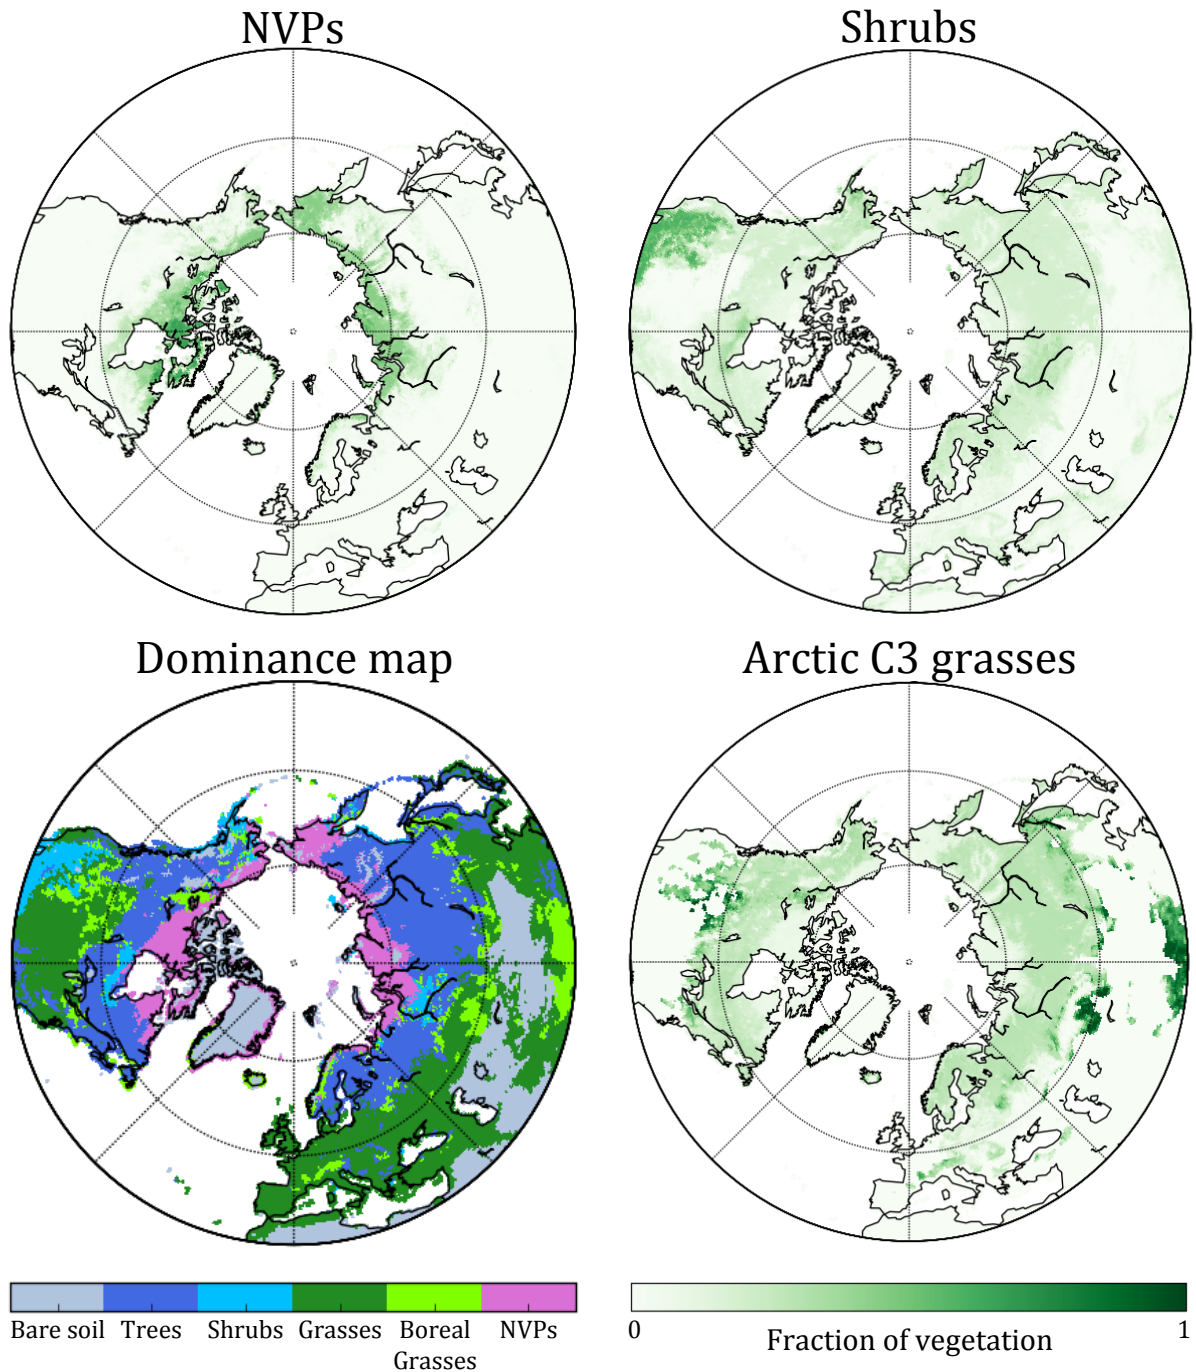 NVPs
Shrubs
Dominance map
Arctic C3 grasses
Bare soil Trees Shrubs Grasses Boreal Grasses NVPs
0 Fraction of vegetation 1